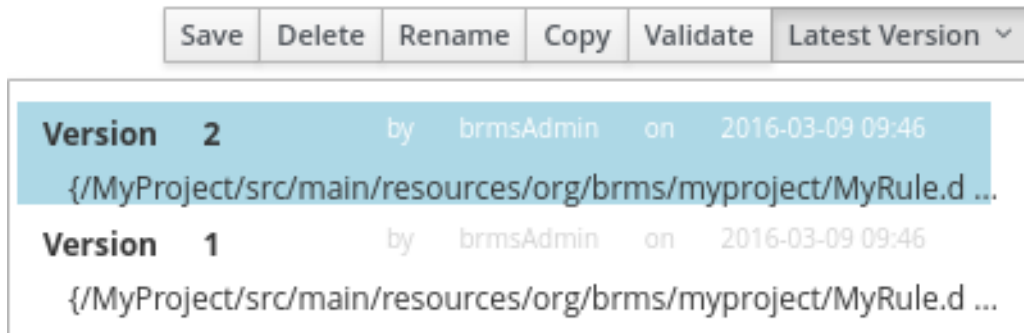 Save Delete Rename Copy Validate Latest Version
Version 2 by brmsAdmin on 2016-03-09 09:46
{/MyProject/src/main/resources/org/brms/myproject/MyRule.d ...
Version 1 by brmsAdmin on 2016-03-09 09:46
{/MyProject/src/main/resources/org/brms/myproject/MyRule.d ...